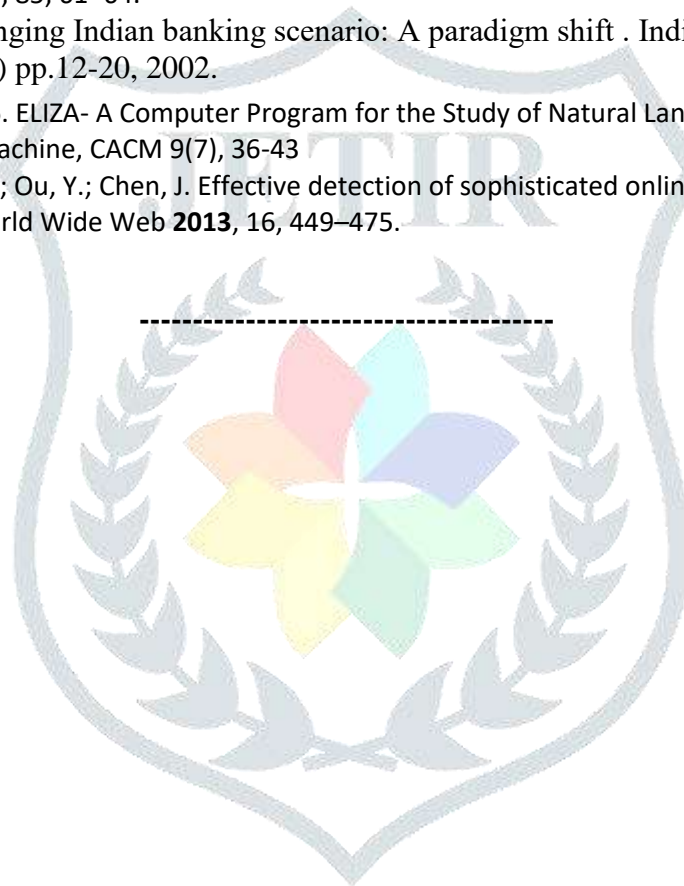 , 85, 61–64.
nging Indian banking scenario: A paradigm shift . Indi
) pp.12-20, 2002.
. ELIZA- A Computer Program for the Study of Natural Lan
achine, CACM 9(7), 36-43
; Ou, Y.; Chen, J. Effective detection of sophisticated onlin
rld Wide Web 2013, 16, 449–475.
JETIR
---------------------------------------